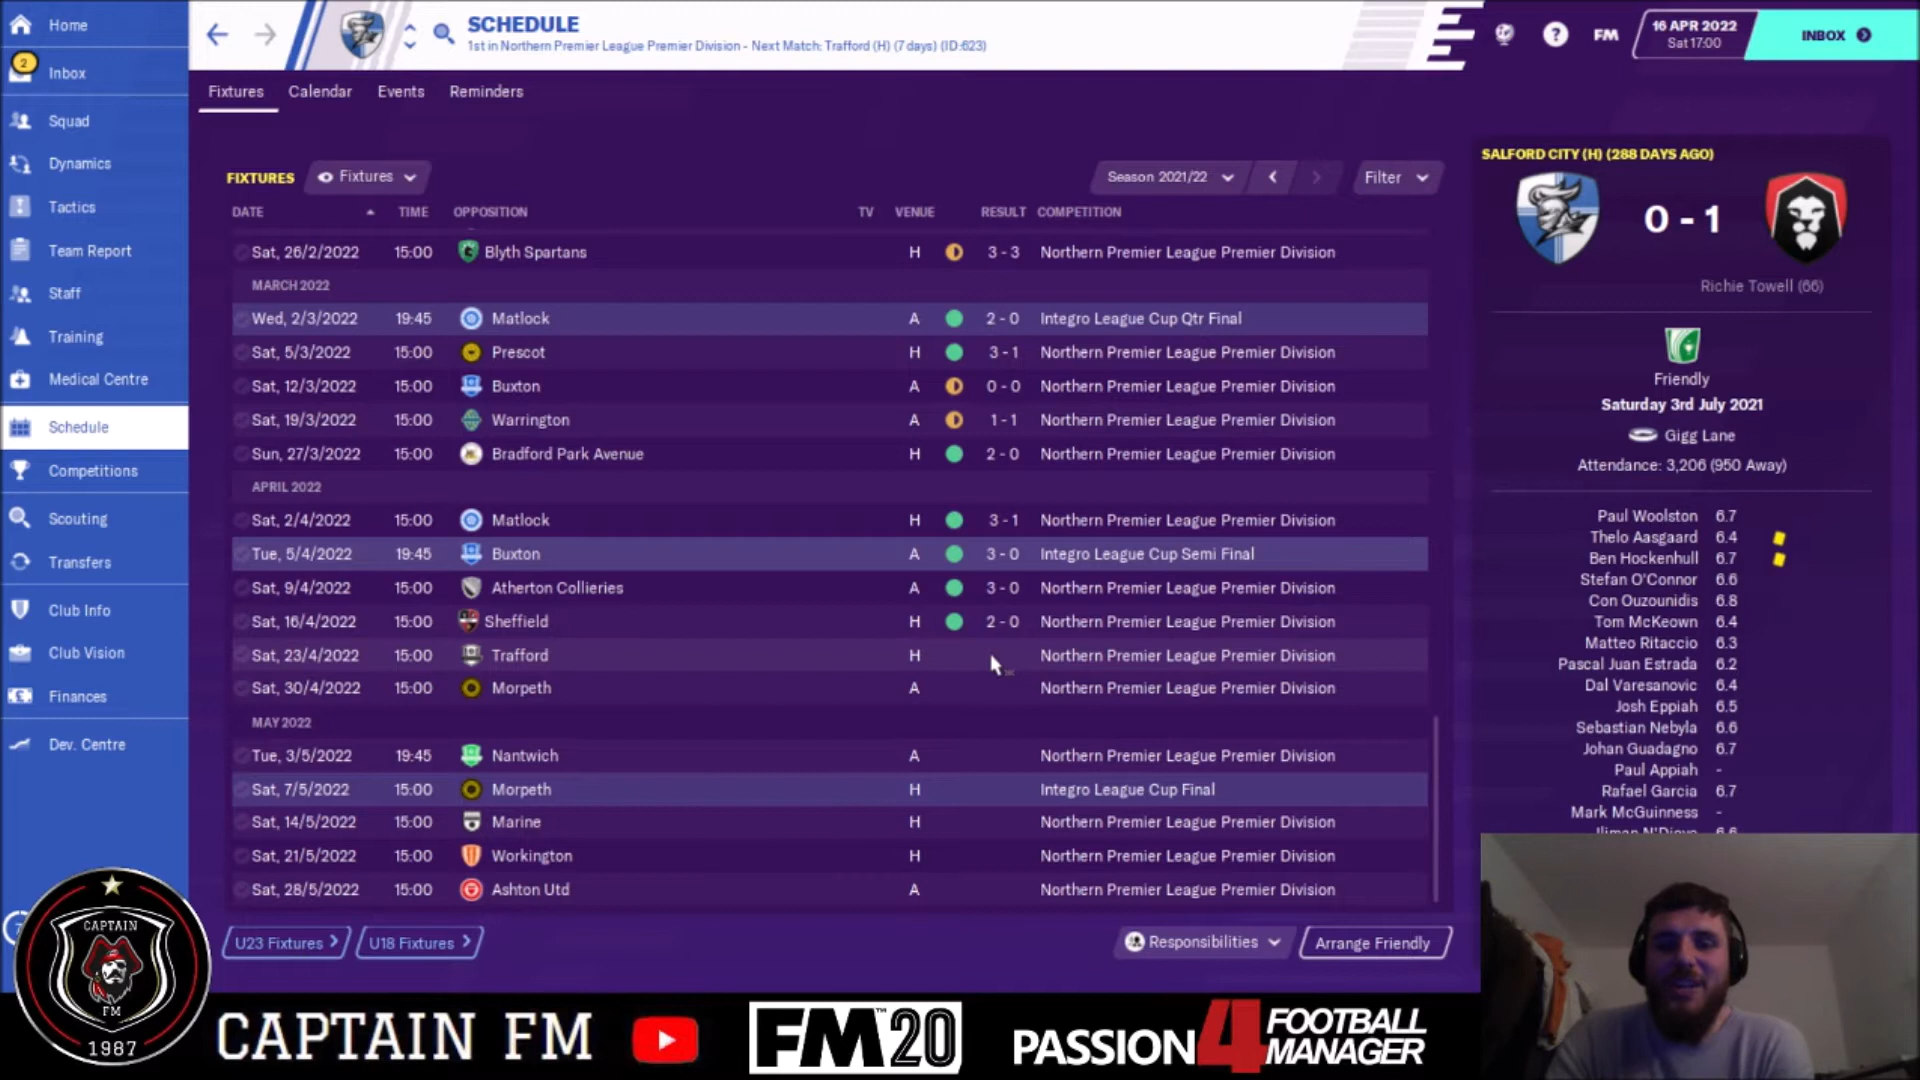 Home
2
Inbox
Squad
Dynamics
Tactics
Team Report
Staff
Training
Medical Centre
Schedule
Competitions
Scouting
Transfers
Club Info
Club Vision
Finances
Dev. Centre
SCHEDULE
1st in Northern Premier League Premier Division - Next Match: Trafford (H) (7 days) (ID:623)
?
FM
16 APR 2022
Sat 17:00
INBOX
Fixtures Calendar Events Reminders
FIXTURES Fixtures Season 2021/22 Filter
DATE TIME OPPOSITION TV VENUE RESULT COMPETITION
Sat, 26/2/2022 15:00 Blyth Spartans H 3 - 3 Northern Premier League Premier Division
MARCH 2022
Wed, 2/3/2022 19:45 Matlock A 2 - 0 Integro League Cup Qtr Final
Sat, 5/3/2022 15:00 Prescot H 3 - 1 Northern Premier League Premier Division
Sat, 12/3/2022 15:00 Buxton A 0 - 0 Northern Premier League Premier Division
Sat, 19/3/2022 15:00 Warrington A 1 - 1 Northern Premier League Premier Division
Sun, 27/3/2022 15:00 Bradford Park Avenue H 2 - 0 Northern Premier League Premier Division
APRIL 2022
Sat, 2/4/2022 15:00 Matlock H 3 - 1 Northern Premier League Premier Division
Tue, 5/4/2022 19:45 Buxton A 3 - 0 Integro League Cup Semi Final
Sat, 9/4/2022 15:00 Atherton Collieries A 3 - 0 Northern Premier League Premier Division
Sat, 16/4/2022 15:00 Sheffield H 2 - 0 Northern Premier League Premier Division
Sat, 23/4/2022 15:00 Trafford H Northern Premier League Premier Division
Sat, 30/4/2022 15:00 Morpeth A Northern Premier League Premier Division
MAY 2022
Tue, 3/5/2022 19:45 Nantwich A Northern Premier League Premier Division
Sat, 7/5/2022 15:00 Morpeth H Integro League Cup Final
Sat, 14/5/2022 15:00 Marine H Northern Premier League Premier Division
Sat, 21/5/2022 15:00 Workington H Northern Premier League Premier Division
Sat, 28/5/2022 15:00 Ashton Utd A Northern Premier League Premier Division
U23 Fixtures U18 Fixtures Responsibilities Arrange Friendly
SALFORD CITY (H) (288 DAYS AGO)
0 - 1
Richie Towell (66)
Friendly
Saturday 3rd July 2021
Gigg Lane
Attendance: 3,206 (950 Away)
Paul Woolston 6.7
Thelo Aasgaard 6.4
Ben Hockenhull 6.7
Stefan O'Connor 6.6
Con Ouzounidis 6.8
Tom McKeown 6.4
Matteo Ritaccio 6.3
Pascal Juan Estrada 6.2
Dal Varesanovic 6.4
Josh Eppiah 6.5
Sebastian Nebyla 6.6
Johan Guadagno 6.7
Paul Appiah -
Rafael Garcia 6.7
Mark McGuinness -
CAPTAIN
FM
1987
CAPTAIN FM
FM™20
PASSION 4 FOOTBALL MANAGER